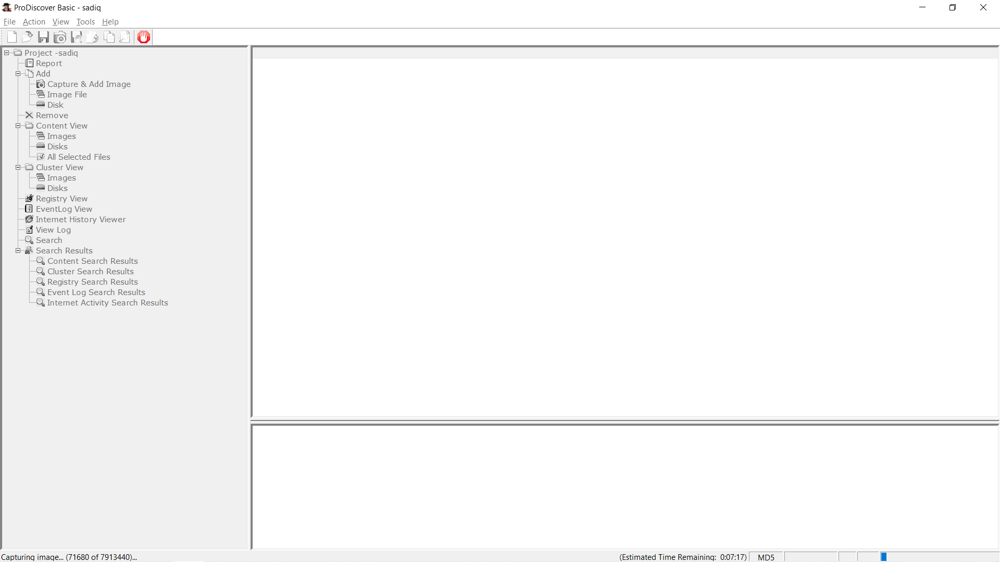 ProDiscover Basic - sadiq
File Action View Tools Help
Project -sadiq
Report
Add
Capture & Add Image
Image File
Disk
Remove
Content View
Images
Disks
All Selected Files
Cluster View
Images
Disks
Registry View
EventLog View
Internet History Viewer
View Log
Search
Search Results
Content Search Results
Cluster Search Results
Registry Search Results
Event Log Search Results
Internet Activity Search Results
Capturing image... (71680 of 7913440)... (Estimated Time Remaining: 0:07:17) MD5